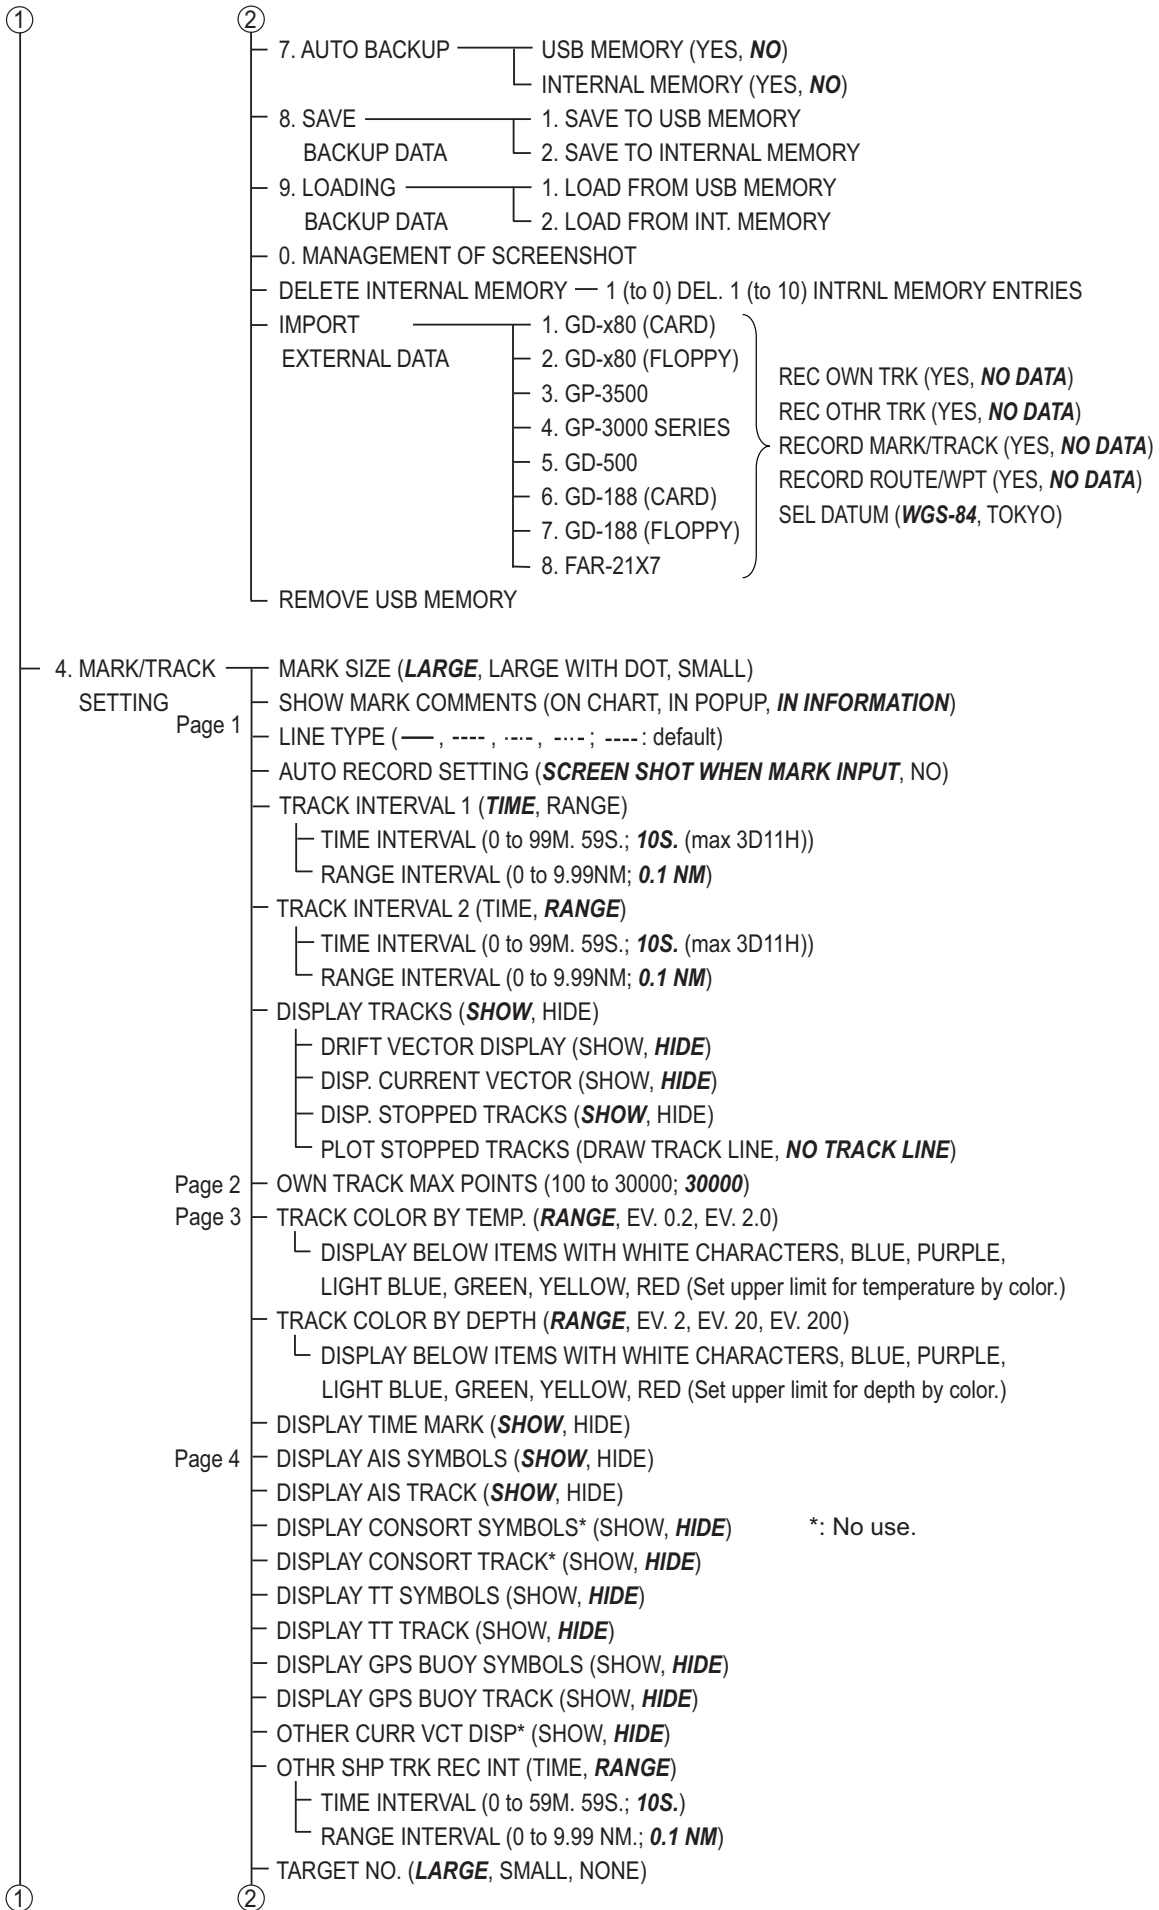 ① ②
7. AUTO BACKUP USB MEMORY (YES, NO)
INTERNAL MEMORY (YES, NO)
8. SAVE 1. SAVE TO USB MEMORY
BACKUP DATA 2. SAVE TO INTERNAL MEMORY
9. LOADING 1. LOAD FROM USB MEMORY
BACKUP DATA 2. LOAD FROM INT. MEMORY
0. MANAGEMENT OF SCREENSHOT
DELETE INTERNAL MEMORY — 1 (to 0) DEL. 1 (to 10) INTRNL MEMORY ENTRIES
IMPORT 1. GD-x80 (CARD)
EXTERNAL DATA 2. GD-x80 (FLOPPY)
3. GP-3500
4. GP-3000 SERIES
5. GD-500
6. GD-188 (CARD)
7. GD-188 (FLOPPY)
8. FAR-21X7
REC OWN TRK (YES, NO DATA)
REC OTHR TRK (YES, NO DATA)
RECORD MARK/TRACK (YES, NO DATA)
RECORD ROUTE/WPT (YES, NO DATA)
SEL DATUM (WGS-84, TOKYO)
REMOVE USB MEMORY
4. MARK/TRACK MARK SIZE (LARGE, LARGE WITH DOT, SMALL)
SETTING SHOW MARK COMMENTS (ON CHART, IN POPUP, IN INFORMATION)
Page 1 LINE TYPE ( — , ---- , -·-·- , -··- ; ---- : default)
AUTO RECORD SETTING (SCREEN SHOT WHEN MARK INPUT, NO)
TRACK INTERVAL 1 (TIME, RANGE)
TIME INTERVAL (0 to 99M. 59S.; 10S. (max 3D11H))
RANGE INTERVAL (0 to 9.99NM; 0.1 NM)
TRACK INTERVAL 2 (TIME, RANGE)
TIME INTERVAL (0 to 99M. 59S.; 10S. (max 3D11H))
RANGE INTERVAL (0 to 9.99NM; 0.1 NM)
DISPLAY TRACKS (SHOW, HIDE)
DRIFT VECTOR DISPLAY (SHOW, HIDE)
DISP. CURRENT VECTOR (SHOW, HIDE)
DISP. STOPPED TRACKS (SHOW, HIDE)
PLOT STOPPED TRACKS (DRAW TRACK LINE, NO TRACK LINE)
Page 2 OWN TRACK MAX POINTS (100 to 30000; 30000)
Page 3 TRACK COLOR BY TEMP. (RANGE, EV. 0.2, EV. 2.0)
DISPLAY BELOW ITEMS WITH WHITE CHARACTERS, BLUE, PURPLE,
LIGHT BLUE, GREEN, YELLOW, RED (Set upper limit for temperature by color.)
TRACK COLOR BY DEPTH (RANGE, EV. 2, EV. 20, EV. 200)
DISPLAY BELOW ITEMS WITH WHITE CHARACTERS, BLUE, PURPLE,
LIGHT BLUE, GREEN, YELLOW, RED (Set upper limit for depth by color.)
DISPLAY TIME MARK (SHOW, HIDE)
Page 4 DISPLAY AIS SYMBOLS (SHOW, HIDE)
DISPLAY AIS TRACK (SHOW, HIDE)
DISPLAY CONSORT SYMBOLS* (SHOW, HIDE) *: No use.
DISPLAY CONSORT TRACK* (SHOW, HIDE)
DISPLAY TT SYMBOLS (SHOW, HIDE)
DISPLAY TT TRACK (SHOW, HIDE)
DISPLAY GPS BUOY SYMBOLS (SHOW, HIDE)
DISPLAY GPS BUOY TRACK (SHOW, HIDE)
OTHER CURR VCT DISP* (SHOW, HIDE)
OTHR SHP TRK REC INT (TIME, RANGE)
TIME INTERVAL (0 to 59M. 59S.; 10S.)
RANGE INTERVAL (0 to 9.99 NM.; 0.1 NM)
TARGET NO. (LARGE, SMALL, NONE)
① ②